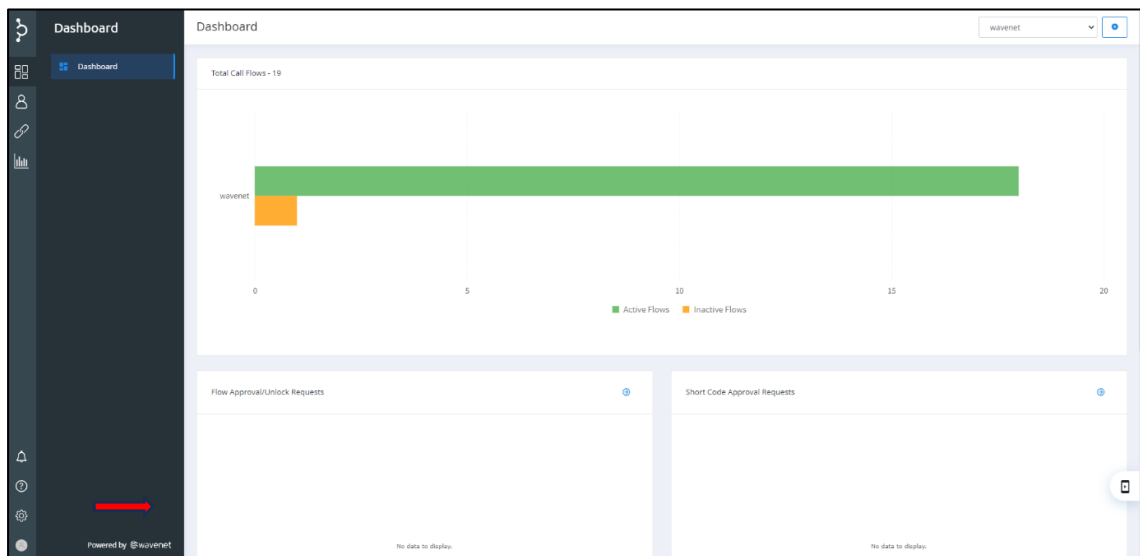 Dashboard
Dashboard
wavenet
Dashboard
Total Call Flows - 19
wavenet
0 5 10 15 20
Active Flows Inactive Flows
Flow Approval/Unlock Requests
Short Code Approval Requests
No data to display.
No data to display.
Powered by wavenet